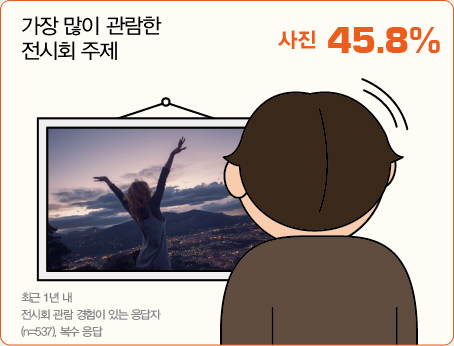 가장 많이 관람한
전시회 주제
사진 45.8%
최근 1년 내
전시회 관람 경험이 있는 응답자
(n=537), 복수 응답